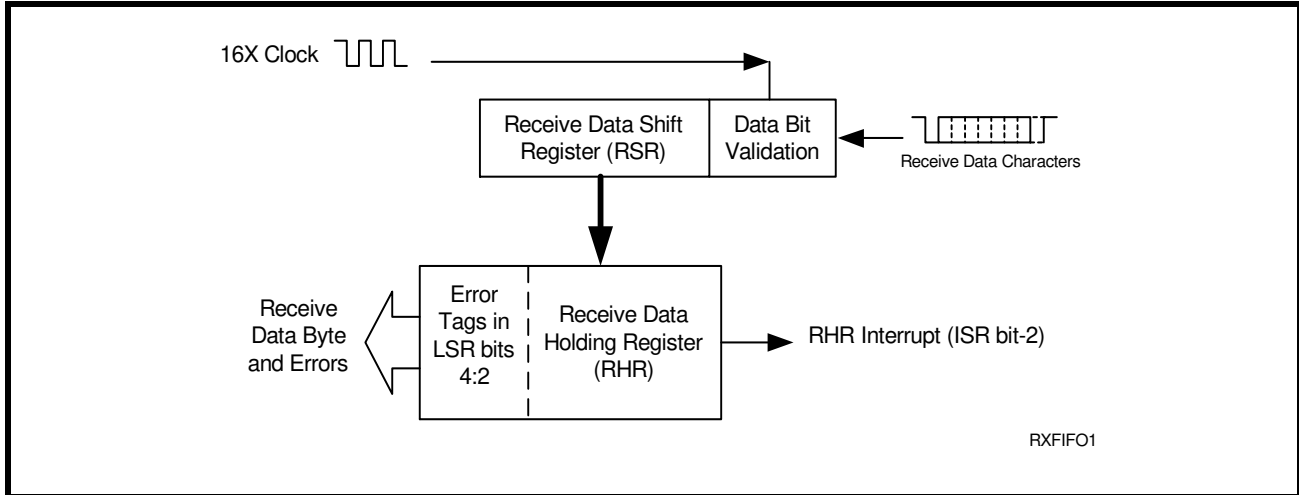 16X Clock
Receive Data Shift
Register (RSR)
Data Bit
Validation
Receive Data Characters
Receive
Data Byte
and Errors
Error
Tags in
LSR bits
4:2
Receive Data
Holding Register
(RHR)
RHR Interrupt (ISR bit-2)
RXFIFO1